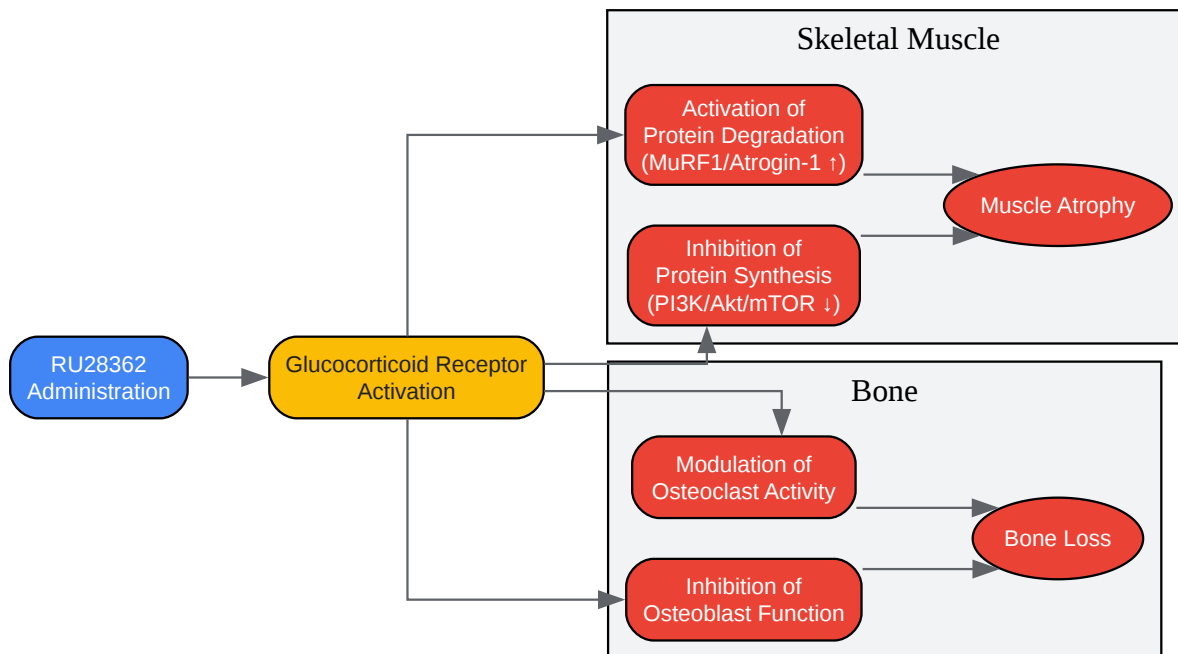 Skeletal Muscle
Activation of
Protein Degradation
(MuRF1/Atrogin-1 ↑)
Muscle Atrophy
Inhibition of
Protein Synthesis
(PI3K/Akt/mTOR ↓)
RU28362
Administration
Glucocorticoid Receptor
Activation
Bone
Modulation of
Osteoclast Activity
Bone Loss
Inhibition of
Osteoblast Function